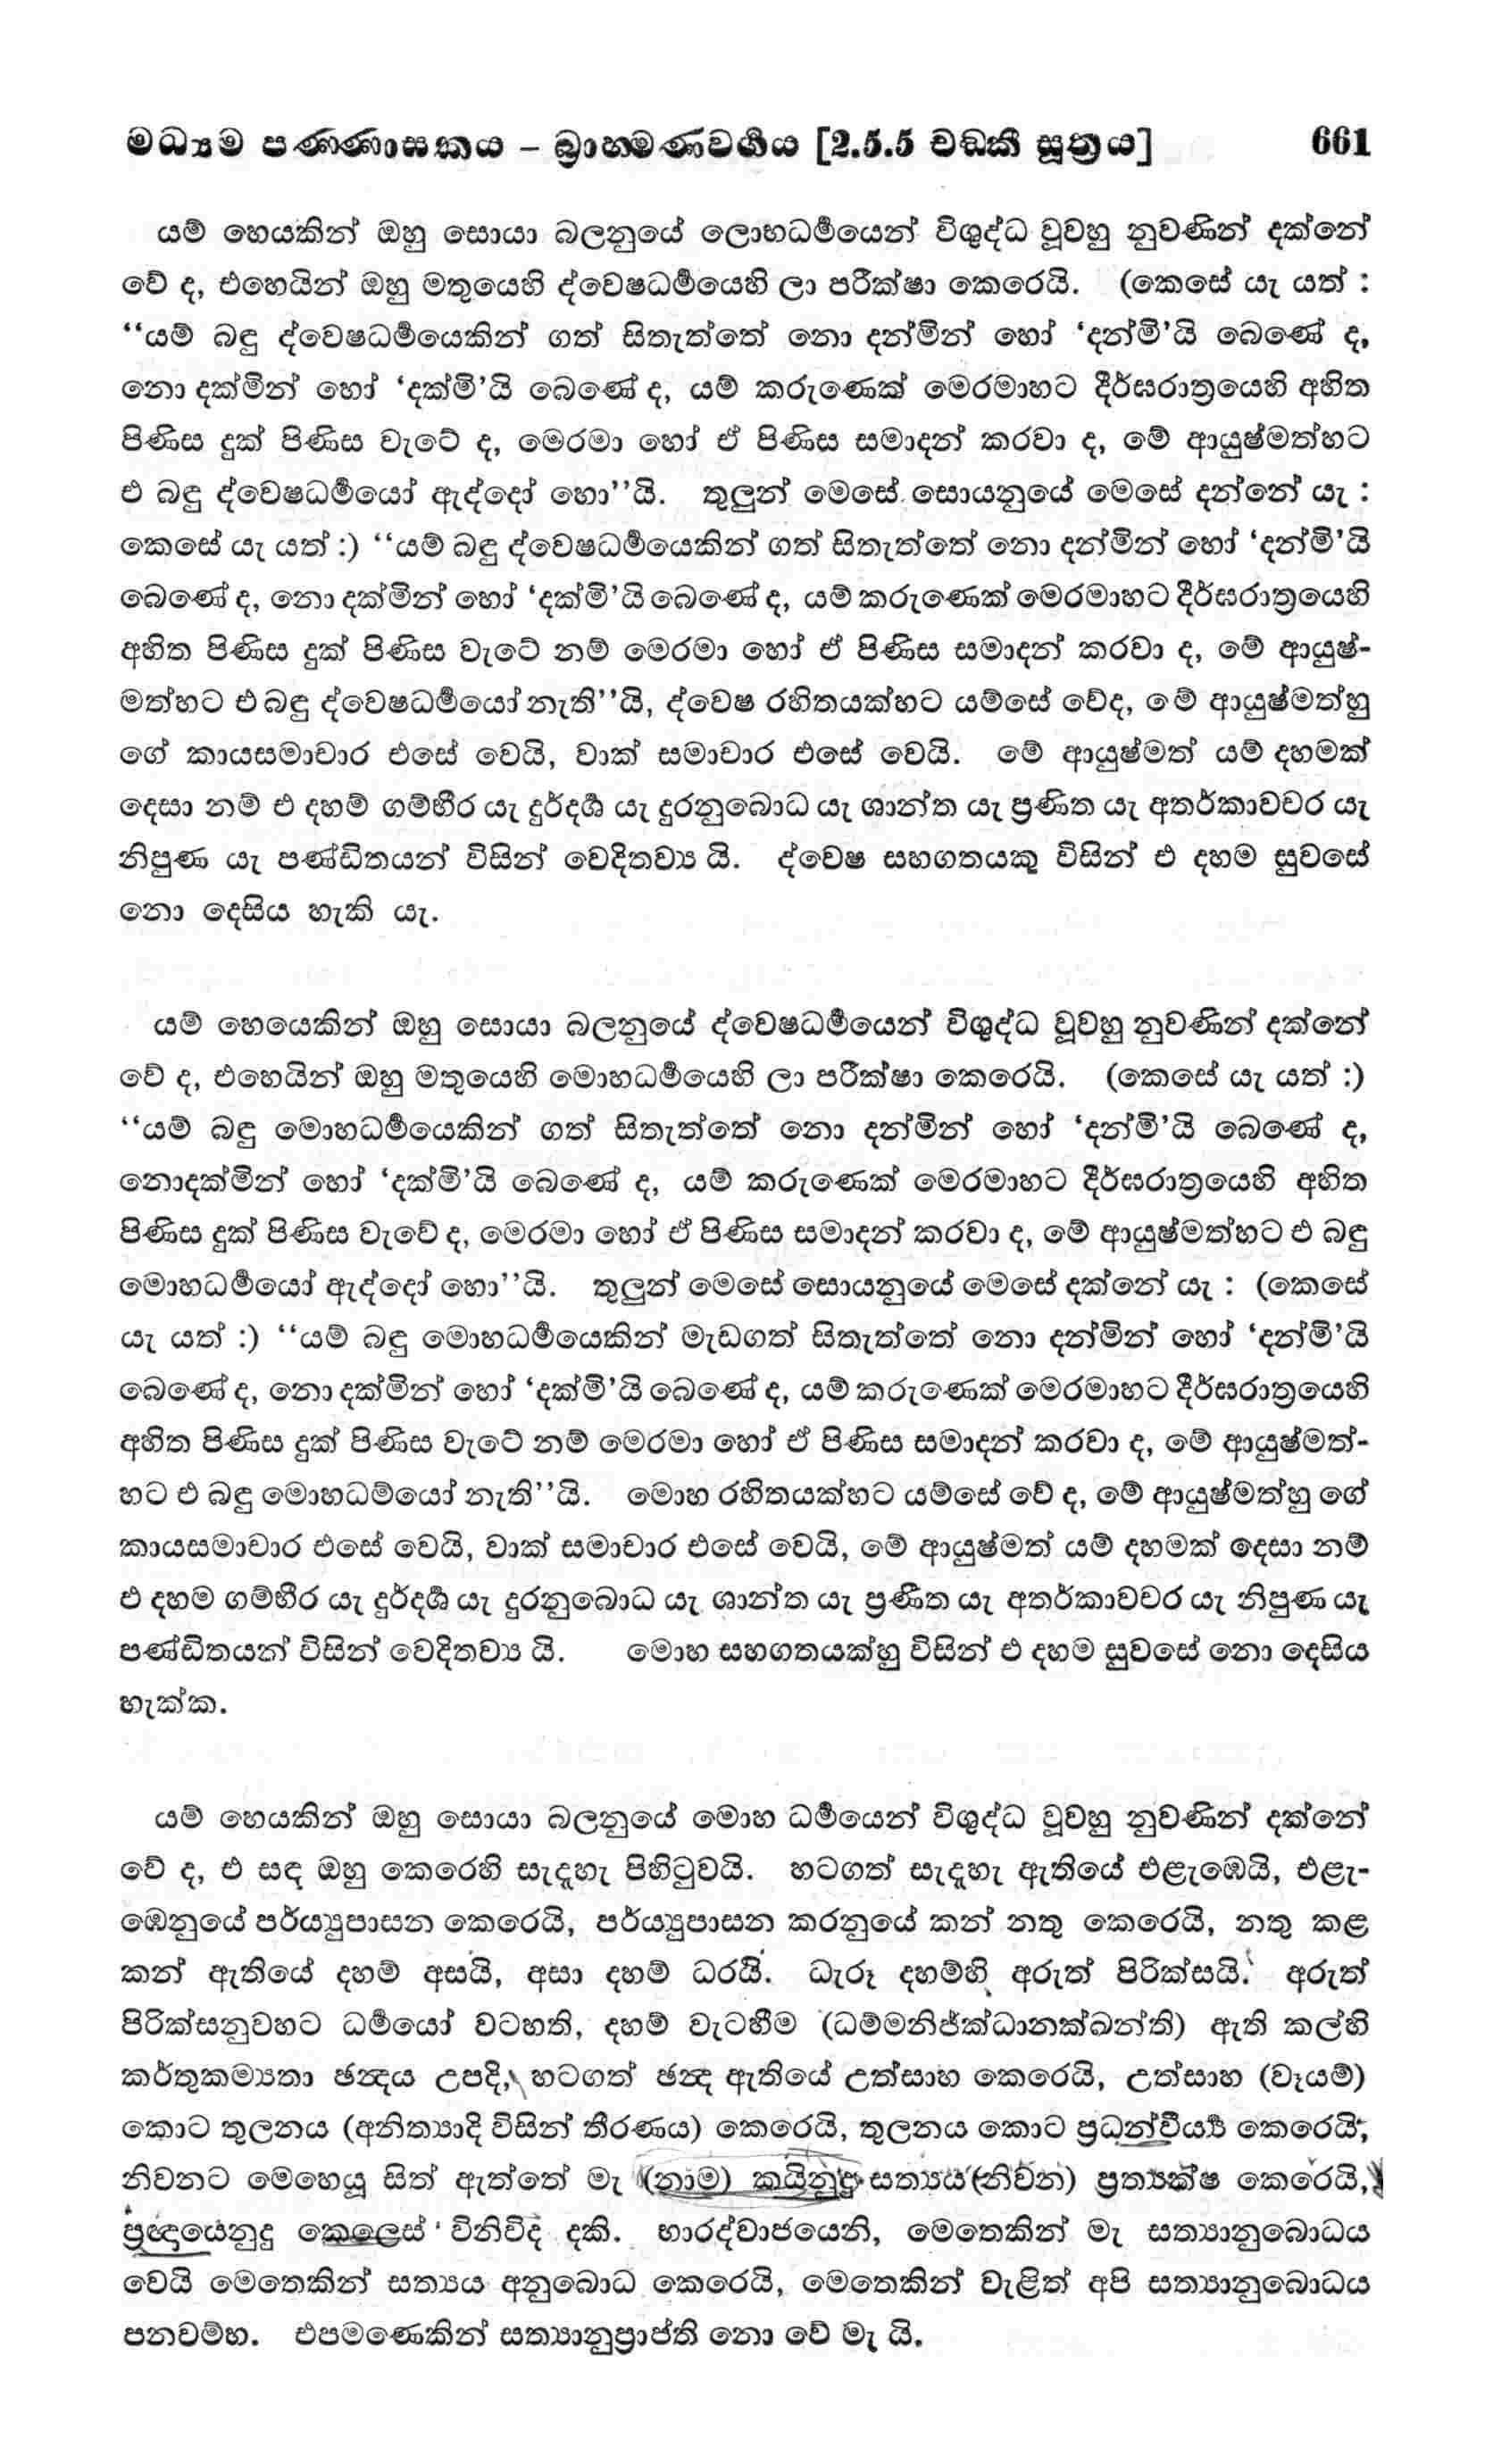 මධ්‍යම පණ්ණාසකය – බ්‍රාහ්මණවර්‍ගය [2.5.5 චඞ්කී සූත්‍රය] 661
යම් හෙයකින් ඔහු සොයා බලනුයේ ලොභධර්‍මයෙන් විශුද්ධ වූවහු නුවණින් දක්නේ
වේ ද, එහෙයින් ඔහු මතුයෙහි ද්වෙෂධර්‍මයෙහි ලා පරීක්ෂා කෙරෙයි. (කෙසේ යැ යත් :
“යම් බඳු ද්වෙෂධර්‍මයෙකින් ගත් සිතැත්තේ නො දන්මින් හෝ ‘දන්මි’යි බෙණේ ද,
නො දක්මින් හෝ ‘දක්මි’යි බෙණේ ද, යම් කරුණෙක් මෙරමාහට දීර්ඝරාත්‍රයෙහි අහිත
පිණිස දුක් පිණිස වැටේ ද, මෙරමා හෝ ඒ පිණිස සමාදන් කරවා ද, මේ ආයුෂ්මත්හට
එ බඳු ද්වෙෂධර්‍මයෝ ඇද්දෝ හො”යි. තුලුන් මෙසේ සොයනුයේ මෙසේ දන්නේ යැ :
කෙසේ යැ යත් :) “යම් බඳු ද්වෙෂධර්‍මයෙකින් ගත් සිතැත්තේ නො දන්මින් හෝ ‘දන්මි’යි
බෙණේ ද, නො දක්මින් හෝ ‘දක්මි’යි බෙණේ ද, යම් කරුණෙක් මෙරමාහට දීර්ඝරාත්‍රයෙහි
අහිත පිණිස දුක් පිණිස වැටේ නම් මෙරමා හෝ ඒ පිණිස සමාදන් කරවා ද, මේ ආයුෂ්-
මත්හට එ බඳු ද්වෙෂධර්‍මයෝ නැති”යි, ද්වෙෂ රහිතයක්හට යම්සේ වේද, මේ ආයුෂ්මත්හු
ගේ කායසමාචාර එසේ වෙයි, වාක් සමාචාර එසේ වෙයි. මේ ආයුෂ්මත් යම් දහමක්
දෙසා නම් එ දහම් ගම්භීර යැ දුර්දර්‍ශ යැ දුරනුබොධ යැ ශාන්ත යැ ප්‍රණිත යැ අතර්කාවචර යැ
නිපුණ යැ පණ්ඩිතයන් විසින් වෙදිතව්‍ය යි. ද්වෙෂ සහගතයකු විසින් එ දහම සුවසේ
නො දෙසිය හැකි යැ.
යම් හෙයෙකින් ඔහු සොයා බලනුයේ ද්වෙෂධර්‍මයෙන් විශුද්ධ වූවහු නුවණින් දක්නේ
වේ ද, එහෙයින් ඔහු මතුයෙහි මොහධර්‍මයෙහි ලා පරීක්ෂා කෙරෙයි. (කෙසේ යැ යත් :)
“යම් බඳු මොහධර්‍මයෙකින් ගත් සිතැත්තේ නො දන්මින් හෝ ‘දන්මි’යි බෙණේ ද,
නොදක්මින් හෝ ‘දක්මි’යි බෙණේ ද, යම් කරුණෙක් මෙරමාහට දීර්ඝරාත්‍රයෙහි අහිත
පිණිස දුක් පිණිස වැවේ ද, මෙරමා හෝ ඒ පිණිස සමාදන් කරවා ද, මේ ආයුෂ්මත්හට එ බඳු
මොහධර්‍මයෝ ඇද්දෝ හො”යි. තුලුන් මෙසේ සොයනුයේ මෙසේ දක්නේ යැ : (කෙසේ
යැ යත් :) “යම් බඳු මොහධර්‍මයෙකින් මැඩගත් සිතැත්තේ නො දන්මින් හෝ ‘දන්මි’යි
බෙණේ ද, නො දක්මින් හෝ ‘දක්මි’යි බෙණේ ද, යම් කරුණෙක් මෙරමාහට දීර්ඝරාත්‍රයෙහි
අහිත පිණිස දුක් පිණිස වැටේ නම් මෙරමා හෝ ඒ පිණිස සමාදන් කරවා ද, මේ ආයුෂ්මත්-
හට එ බඳු මොහධම්යෝ නැති”යි. මොහ රහිතයක්හට යම්සේ වේ ද, මේ ආයුෂ්මත්හු ගේ
කායසමාචාර එසේ වෙයි, වාක් සමාචාර එසේ වෙයි, මේ ආයුෂ්මත් යම් දහමක් දෙසා නම්
එ දහම ගම්භීර යැ දුර්දර්‍ශ යැ දුරනුබොධ යැ ශාන්ත යැ ප්‍රණීත යැ අතර්කාවචර යැ නිපුණ යැ
පණ්ඩිතයන් විසින් වෙදිතව්‍ය යි. මොහ සහගතයක්හු විසින් එ දහම සුවසේ නො දෙසිය
හැක්ක.
යම් හෙයකින් ඔහු සොයා බලනුයේ මොහ ධර්‍මයෙන් විශුද්ධ වූවහු නුවණින් දක්නේ
වේ ද, එ සඳ ඔහු කෙරෙහි සැදැහැ පිහිටුවයි. හටගත් සැදැහැ ඇතියේ එළැඹෙයි, එළැ-
ඹෙනුයේ පර්ය්‍යුපාසන කෙරෙයි, පර්ය්‍යුපාසන කරනුයේ කන් නතු කෙරෙයි, නතු කළ
කන් ඇතියේ දහම් අසයි, අසා දහම් ධරයි. ධැරූ දහම්හි අරුත් පිරික්සයි. අරුත්
පිරික්සනුවහට ධර්‍මයෝ වටහති, දහම් වැටහීම (ධම්මනිජ්ක්ධානක්ඛන්ති) ඇති කල්හි
කර්තුකම්‍යතා ඡන්‍දය උපදි, හටගත් ඡන්‍ද ඇතියේ උත්සාහ කෙරෙයි, උත්සාහ (වෑයම්)
කොට තුලනය (අනිත්‍යාදි විසින් තීරණය) කෙරෙයි, තුලනය කොට ප්‍රධන්වීර්‍ය්‍ය කෙරෙයි,
නිවනට මෙහෙයූ සිත් ඇත්තේ මැ (නාම) කයිනුදු සත්‍යය (නිවන) ප්‍රත්‍යක්ෂ කෙරෙයි,
ප්‍රඥායෙනුදු කෙලෙස් විනිවිද දකි. භාරද්වාජයෙනි, මෙතෙකින් මැ සත්‍යානුබොධය
වෙයි මෙතෙකින් සත්‍යය අනුබොධ කෙරෙයි, මෙතෙකින් වැළිත් අපි සත්‍යානුබොධය
පනවම්හ. එපමණෙකින් සත්‍යානුප්‍රාප්ති නො වේ මැ යි.